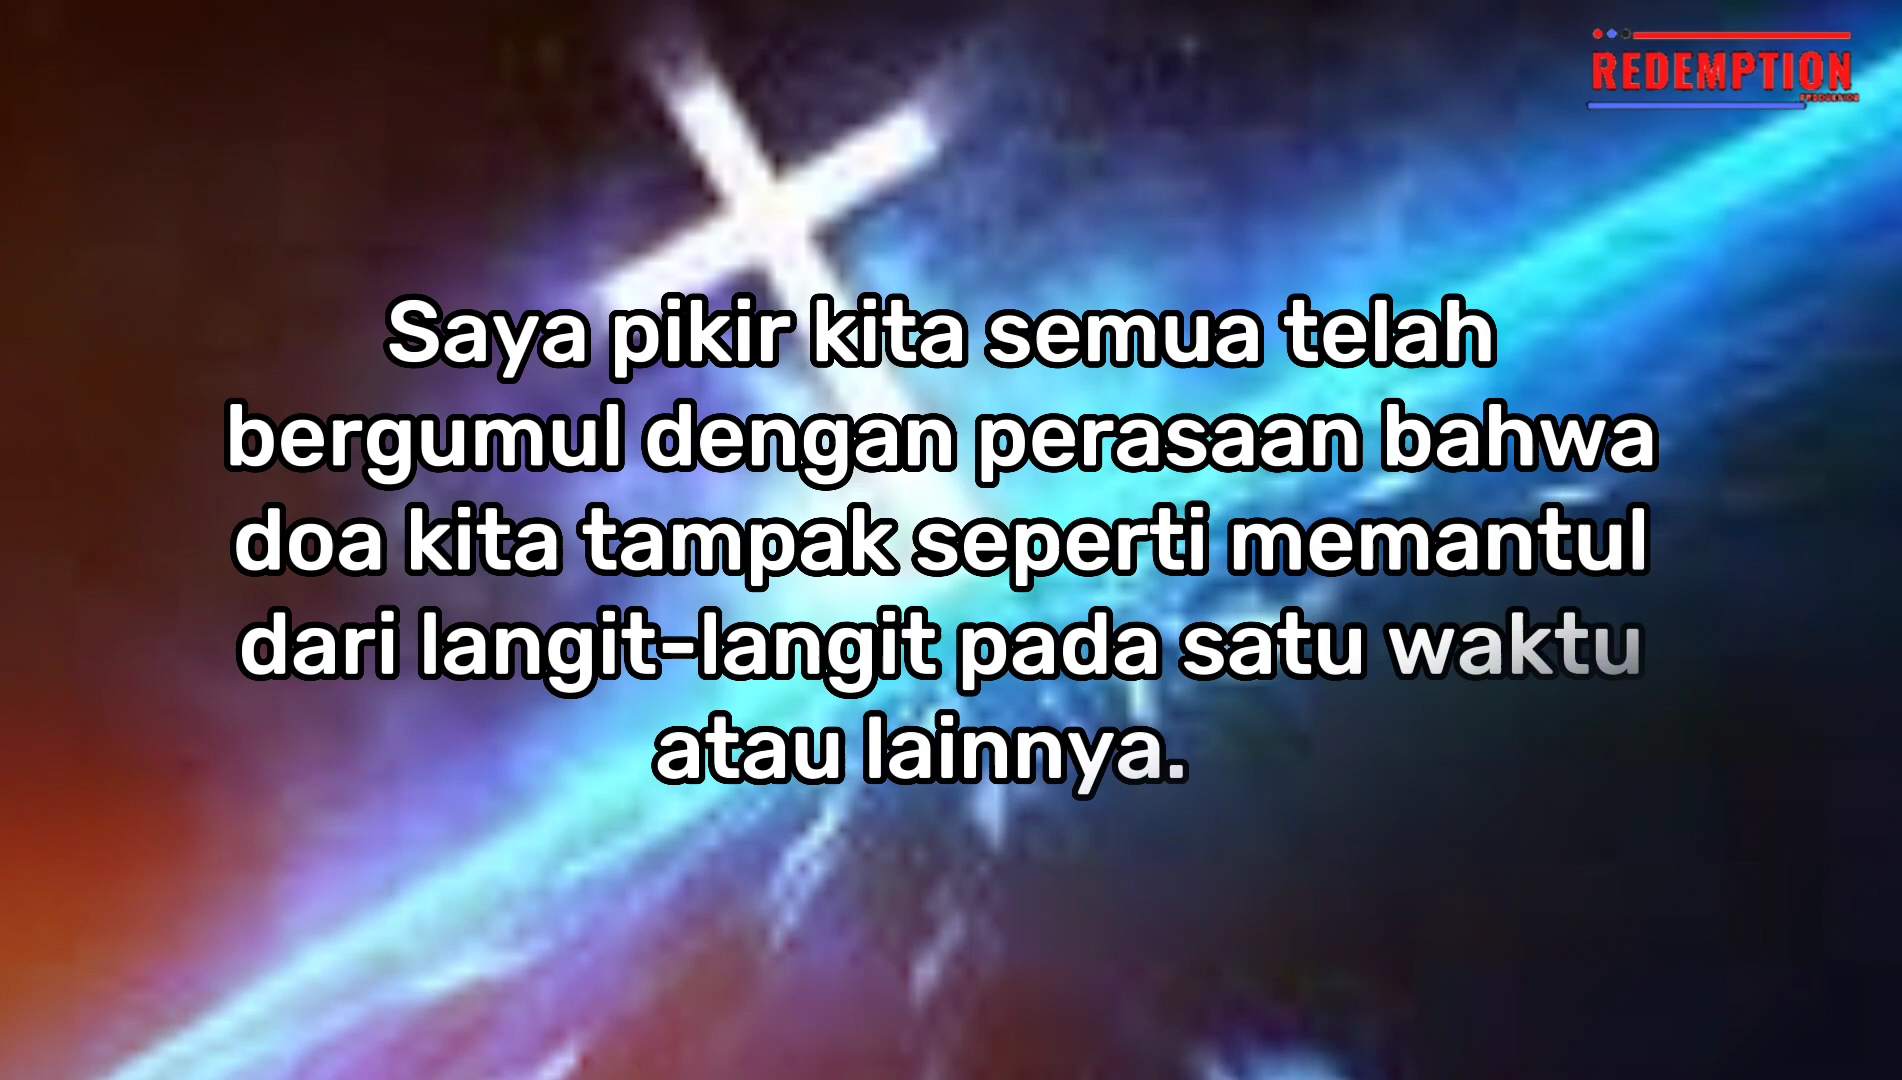 REDEMPTION
Saya pikir kita semua telah
bergumul dengan perasaan bahwa
doa kita tampak seperti memantul
dari langit-langit pada satu waktu
atau lainnya.